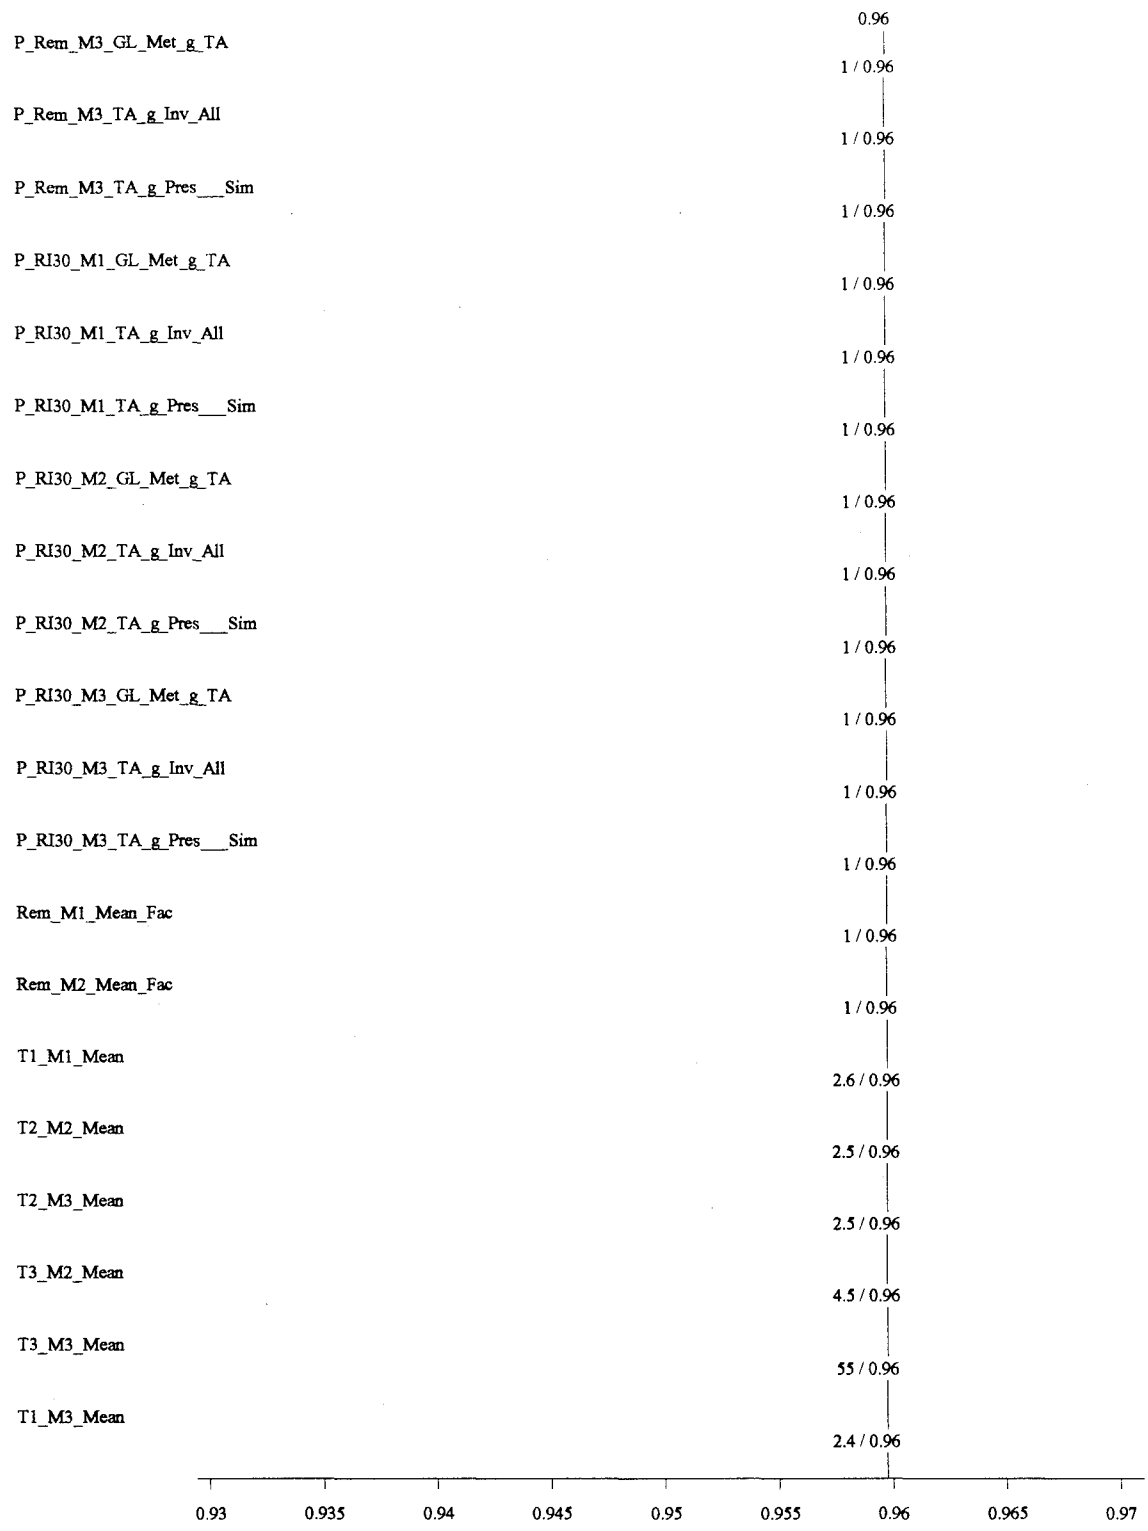 0.96
P_Rem_M3_GL_Met_g_TA
1 / 0.96
P_Rem_M3_TA_g_Inv_All
1 / 0.96
P_Rem_M3_TA_g_Pres___Sim
1 / 0.96
P_RI30_M1_GL_Met_g_TA
1 / 0.96
P_RI30_M1_TA_g_Inv_All
1 / 0.96
P_RI30_M1_TA_g_Pres___Sim
1 / 0.96
P_RI30_M2_GL_Met_g_TA
1 / 0.96
P_RI30_M2_TA_g_Inv_All
1 / 0.96
P_RI30_M2_TA_g_Pres___Sim
1 / 0.96
P_RI30_M3_GL_Met_g_TA
1 / 0.96
P_RI30_M3_TA_g_Inv_All
1 / 0.96
P_RI30_M3_TA_g_Pres___Sim
1 / 0.96
Rem_M1_Mean_Fac
1 / 0.96
Rem_M2_Mean_Fac
1 / 0.96
T1_M1_Mean
2.6 / 0.96
T2_M2_Mean
2.5 / 0.96
T2_M3_Mean
2.5 / 0.96
T3_M2_Mean
4.5 / 0.96
T3_M3_Mean
55 / 0.96
T1_M3_Mean
2.4 / 0.96
0.93 0.935 0.94 0.945 0.95 0.955 0.96 0.965 0.97